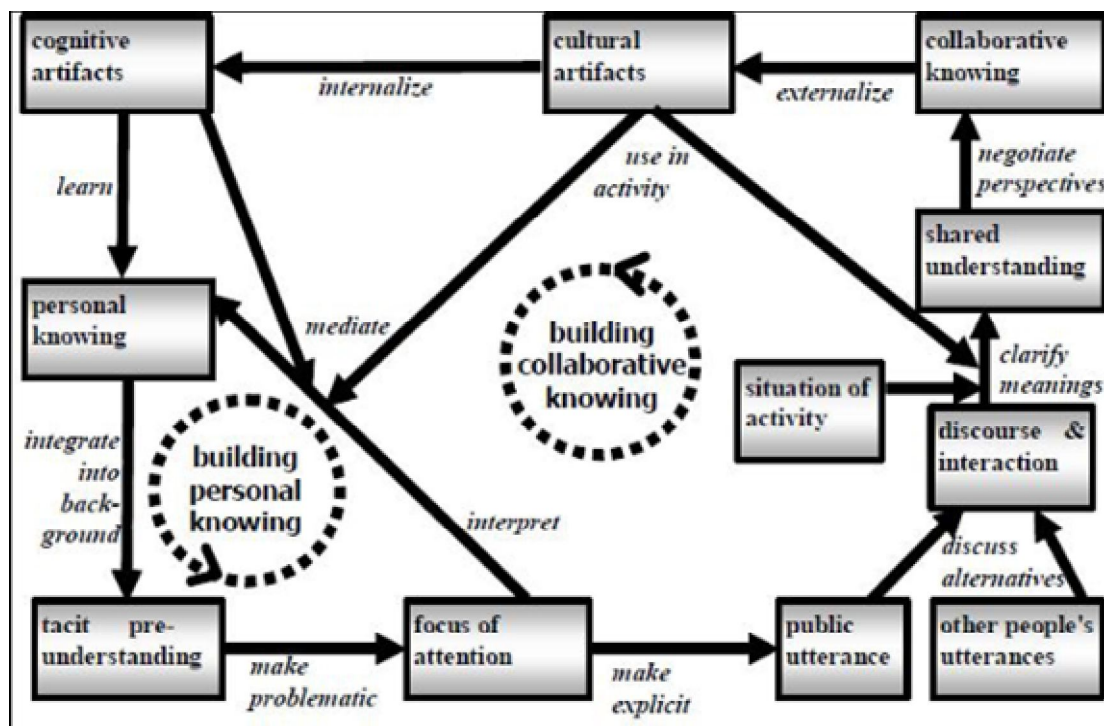 cognitive
artifacts
cultural
artifacts
collaborative
knowing
internalize
externalize
learn
use in
activity
negotiate
perspectives
shared
understanding
personal
knowing
mediate
building
collaborative
knowing
clarify
meanings
situation of
activity
discourse &
interaction
integrate
into
back-
ground
building
personal
knowing
interpret
discuss
alternatives
tacit pre-
understanding
focus of
attention
public
utterance
other people's
utterances
make
problematic
make
explicit